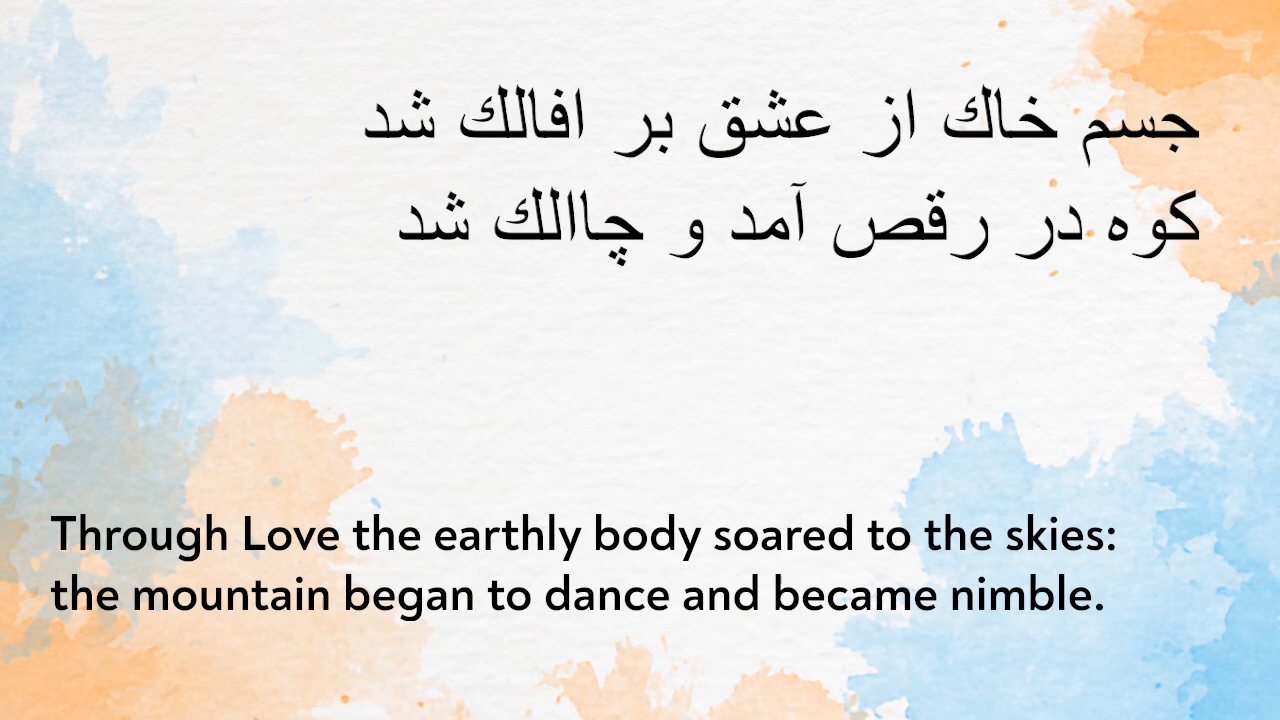 جسم خاك از عشق بر افالك شد
كوه در رقص آمد و چاالك شد
Through Love the earthly body soared to the skies:
the mountain began to dance and became nimble.